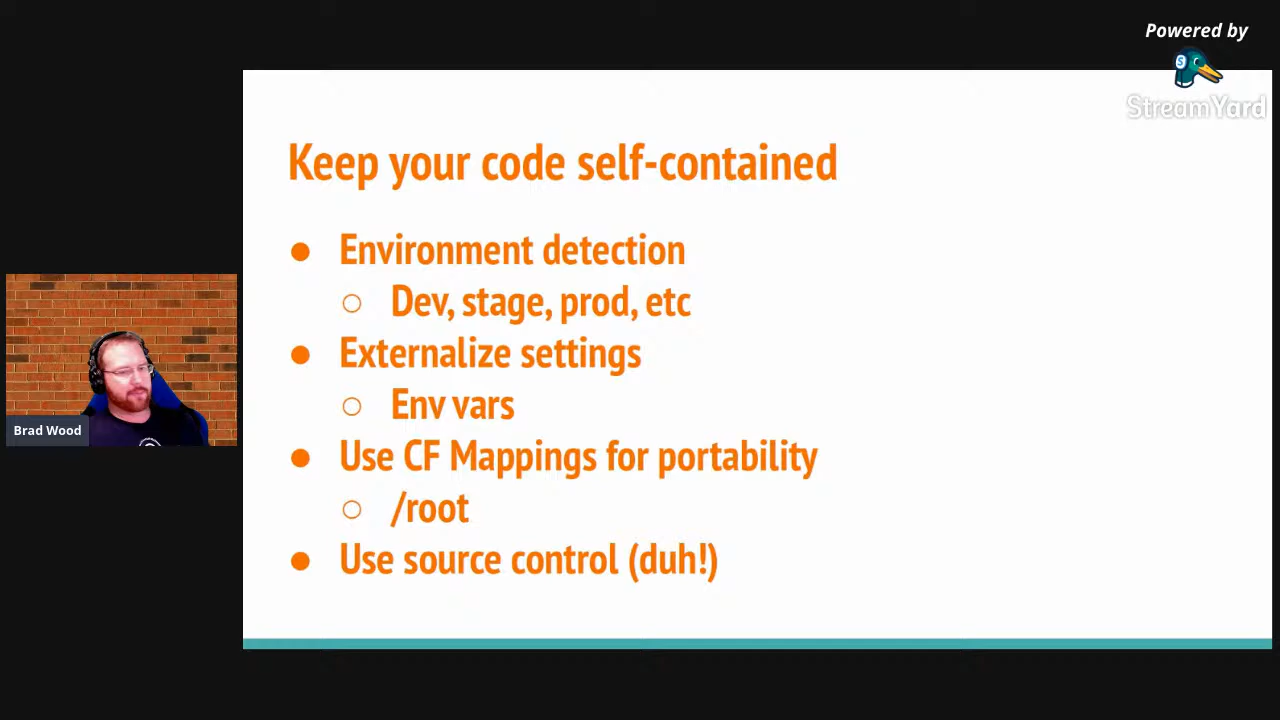 Powered by
StreamYard
Keep your code self-contained
● Environment detection
○ Dev, stage, prod, etc
● Externalize settings
○ Env vars
● Use CF Mappings for portability
○ /root
● Use source control (duh!)
Brad Wood